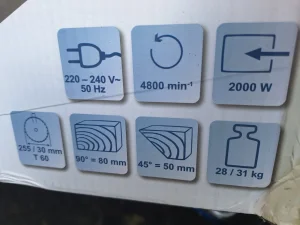 220 – 240 V~
50 Hz
4800 min⁻¹
2000 W
255 / 30 mm
T 60
90° = 80 mm
45° = 50 mm
28 / 31 kg